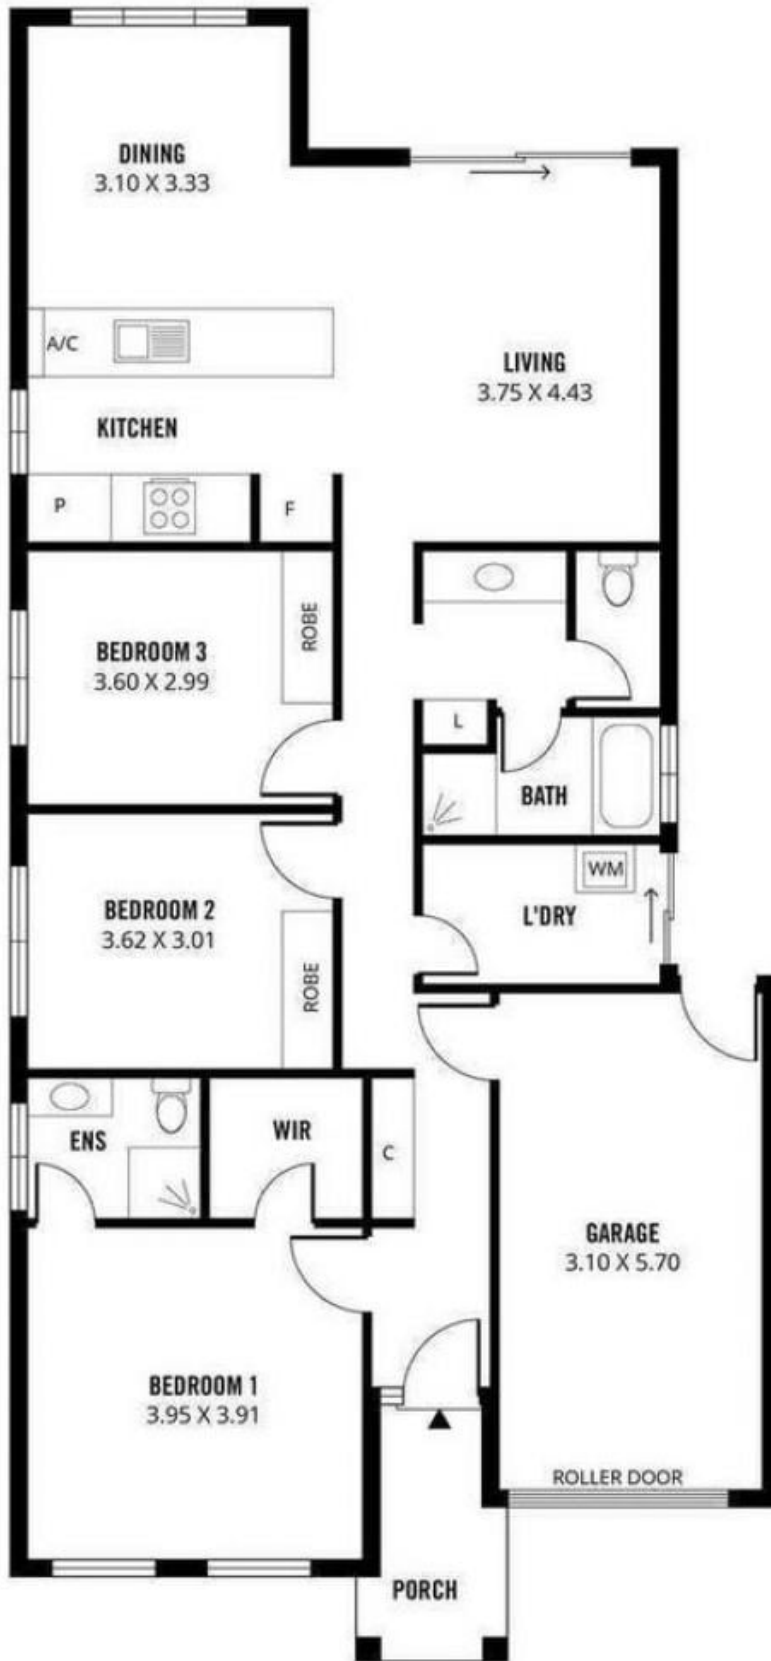 DINING
3.10 X 3.33
A/C
LIVING
3.75 X 4.43
KITCHEN
P
F
BEDROOM 3
3.60 X 2.99
ROBE
L
BATH
WM
L'DRY
BEDROOM 2
3.62 X 3.01
ROBE
ENS
WIR
C
GARAGE
3.10 X 5.70
BEDROOM 1
3.95 X 3.91
ROLLER DOOR
PORCH